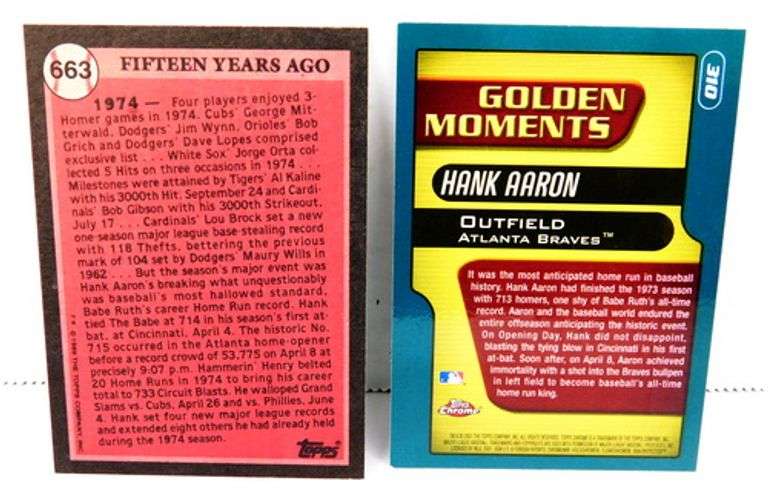 663
FIFTEEN YEARS AGO
1974 — Four players enjoyed 3-
Homer games in 1974. Cubs' George Mit-
terwald, Dodgers' Jim Wynn, Orioles' Bob
Grich and Dodgers' Dave Lopes comprised
exclusive list . . . White Sox' Jorge Orta col-
lected 5 Hits on three occasions in 1974 . . .
Milestones were attained by Tigers' Al Kaline
with his 3000th Hit, September 24 and Cardi-
nals' Bob Gibson with his 3000th Strikeout,
July 17 . . . Cardinals' Lou Brock set a new
one-season major league base-stealing record
with 118 Thefts, bettering the previous
mark of 104 set by Dodgers' Maury Wills in
1962 . . . But the season's major event was
Hank Aaron's breaking what unquestionably
was baseball's most hallowed standard,
Babe Ruth's career Home Run record. Hank
tied The Babe at 714 in his season's first at-
bat, at Cincinnati, April 4. The historic No.
715 occurred in the Atlanta home-opener
before a record crowd of 53,775 on April 8 at
precisely 9:07 p.m. Hammerin' Henry belted
20 Home Runs in 1974 to bring his career
total to 733 Circuit Blasts. He walloped Grand
Slams vs. Cubs, April 26 and vs. Phillies, June
4. Hank set four new major league records
and extended eight others he had already held
during the 1974 season.
© 1989 THE TOPPS COMPANY, INC.
Topps
310
GOLDEN
MOMENTS
HANK AARON
OUTFIELD
ATLANTA BRAVES™
It was the most anticipated home run in baseball
history. Hank Aaron had finished the 1973 season
with 713 homers, one shy of Babe Ruth's all-time
record. Aaron and the baseball world endured the
entire offseason anticipating the historic event.
On Opening Day, Hank did not disappoint,
blasting the tying blow in Cincinnati in his first
at-bat. Soon after, on April 8, Aaron achieved
immortality with a shot into the Braves bullpen
in left field to become baseball's all-time
home run king.
Topps
Chrome